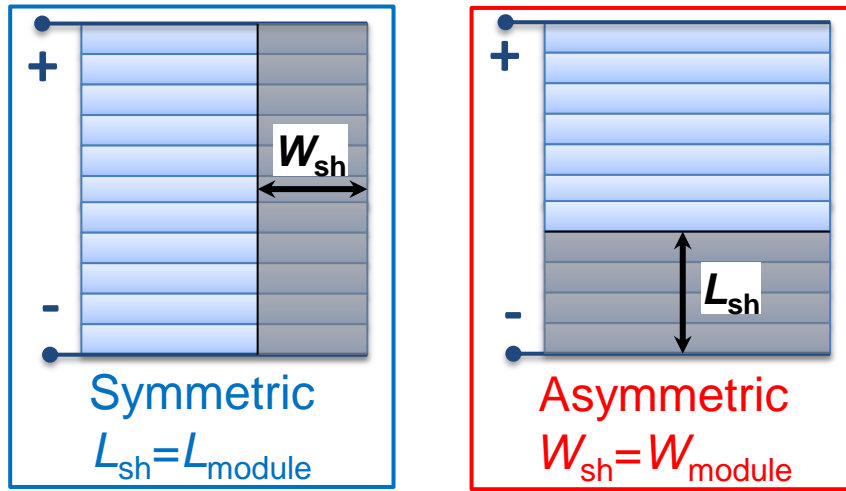 +
W_sh
-
Symmetric
L_sh=L_module
+
L_sh
-
Asymmetric
W_sh=W_module